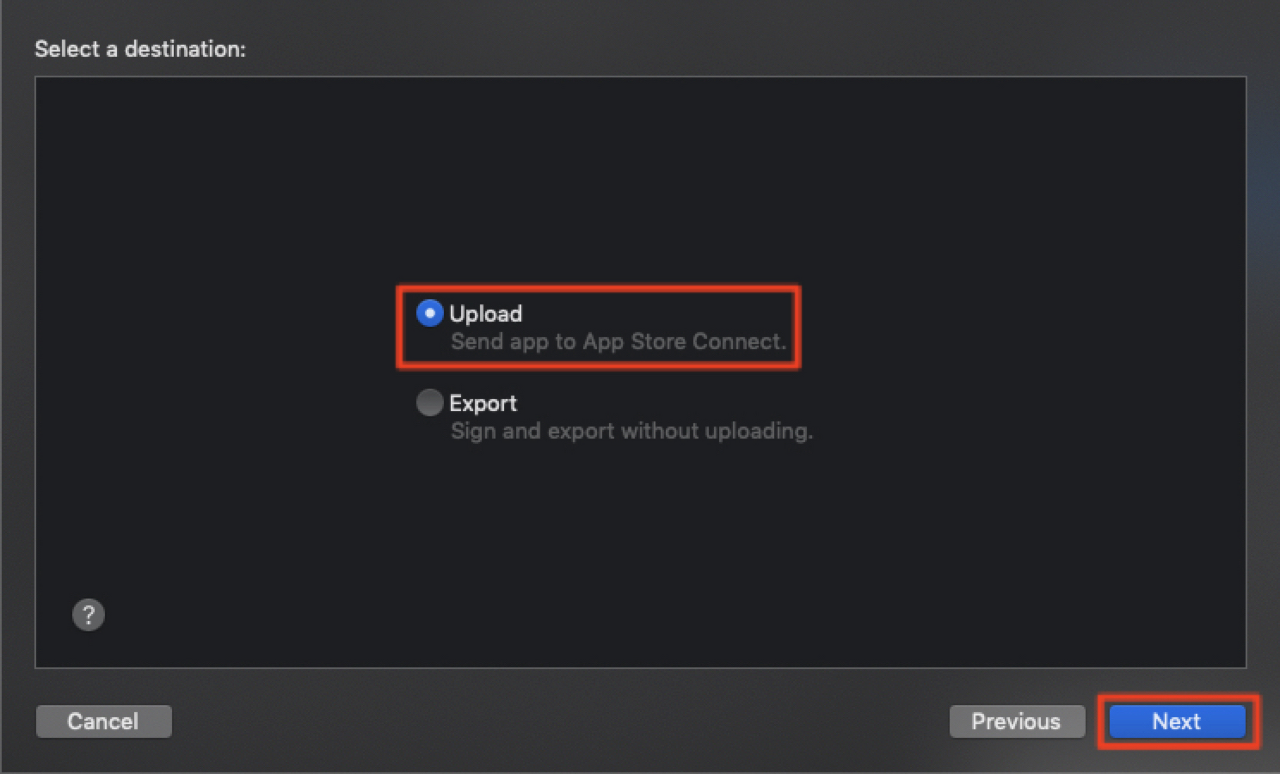 Select a destination:
Upload
Send app to App Store Connect.
Export
Sign and export without uploading.
?
Cancel
Previous
Next